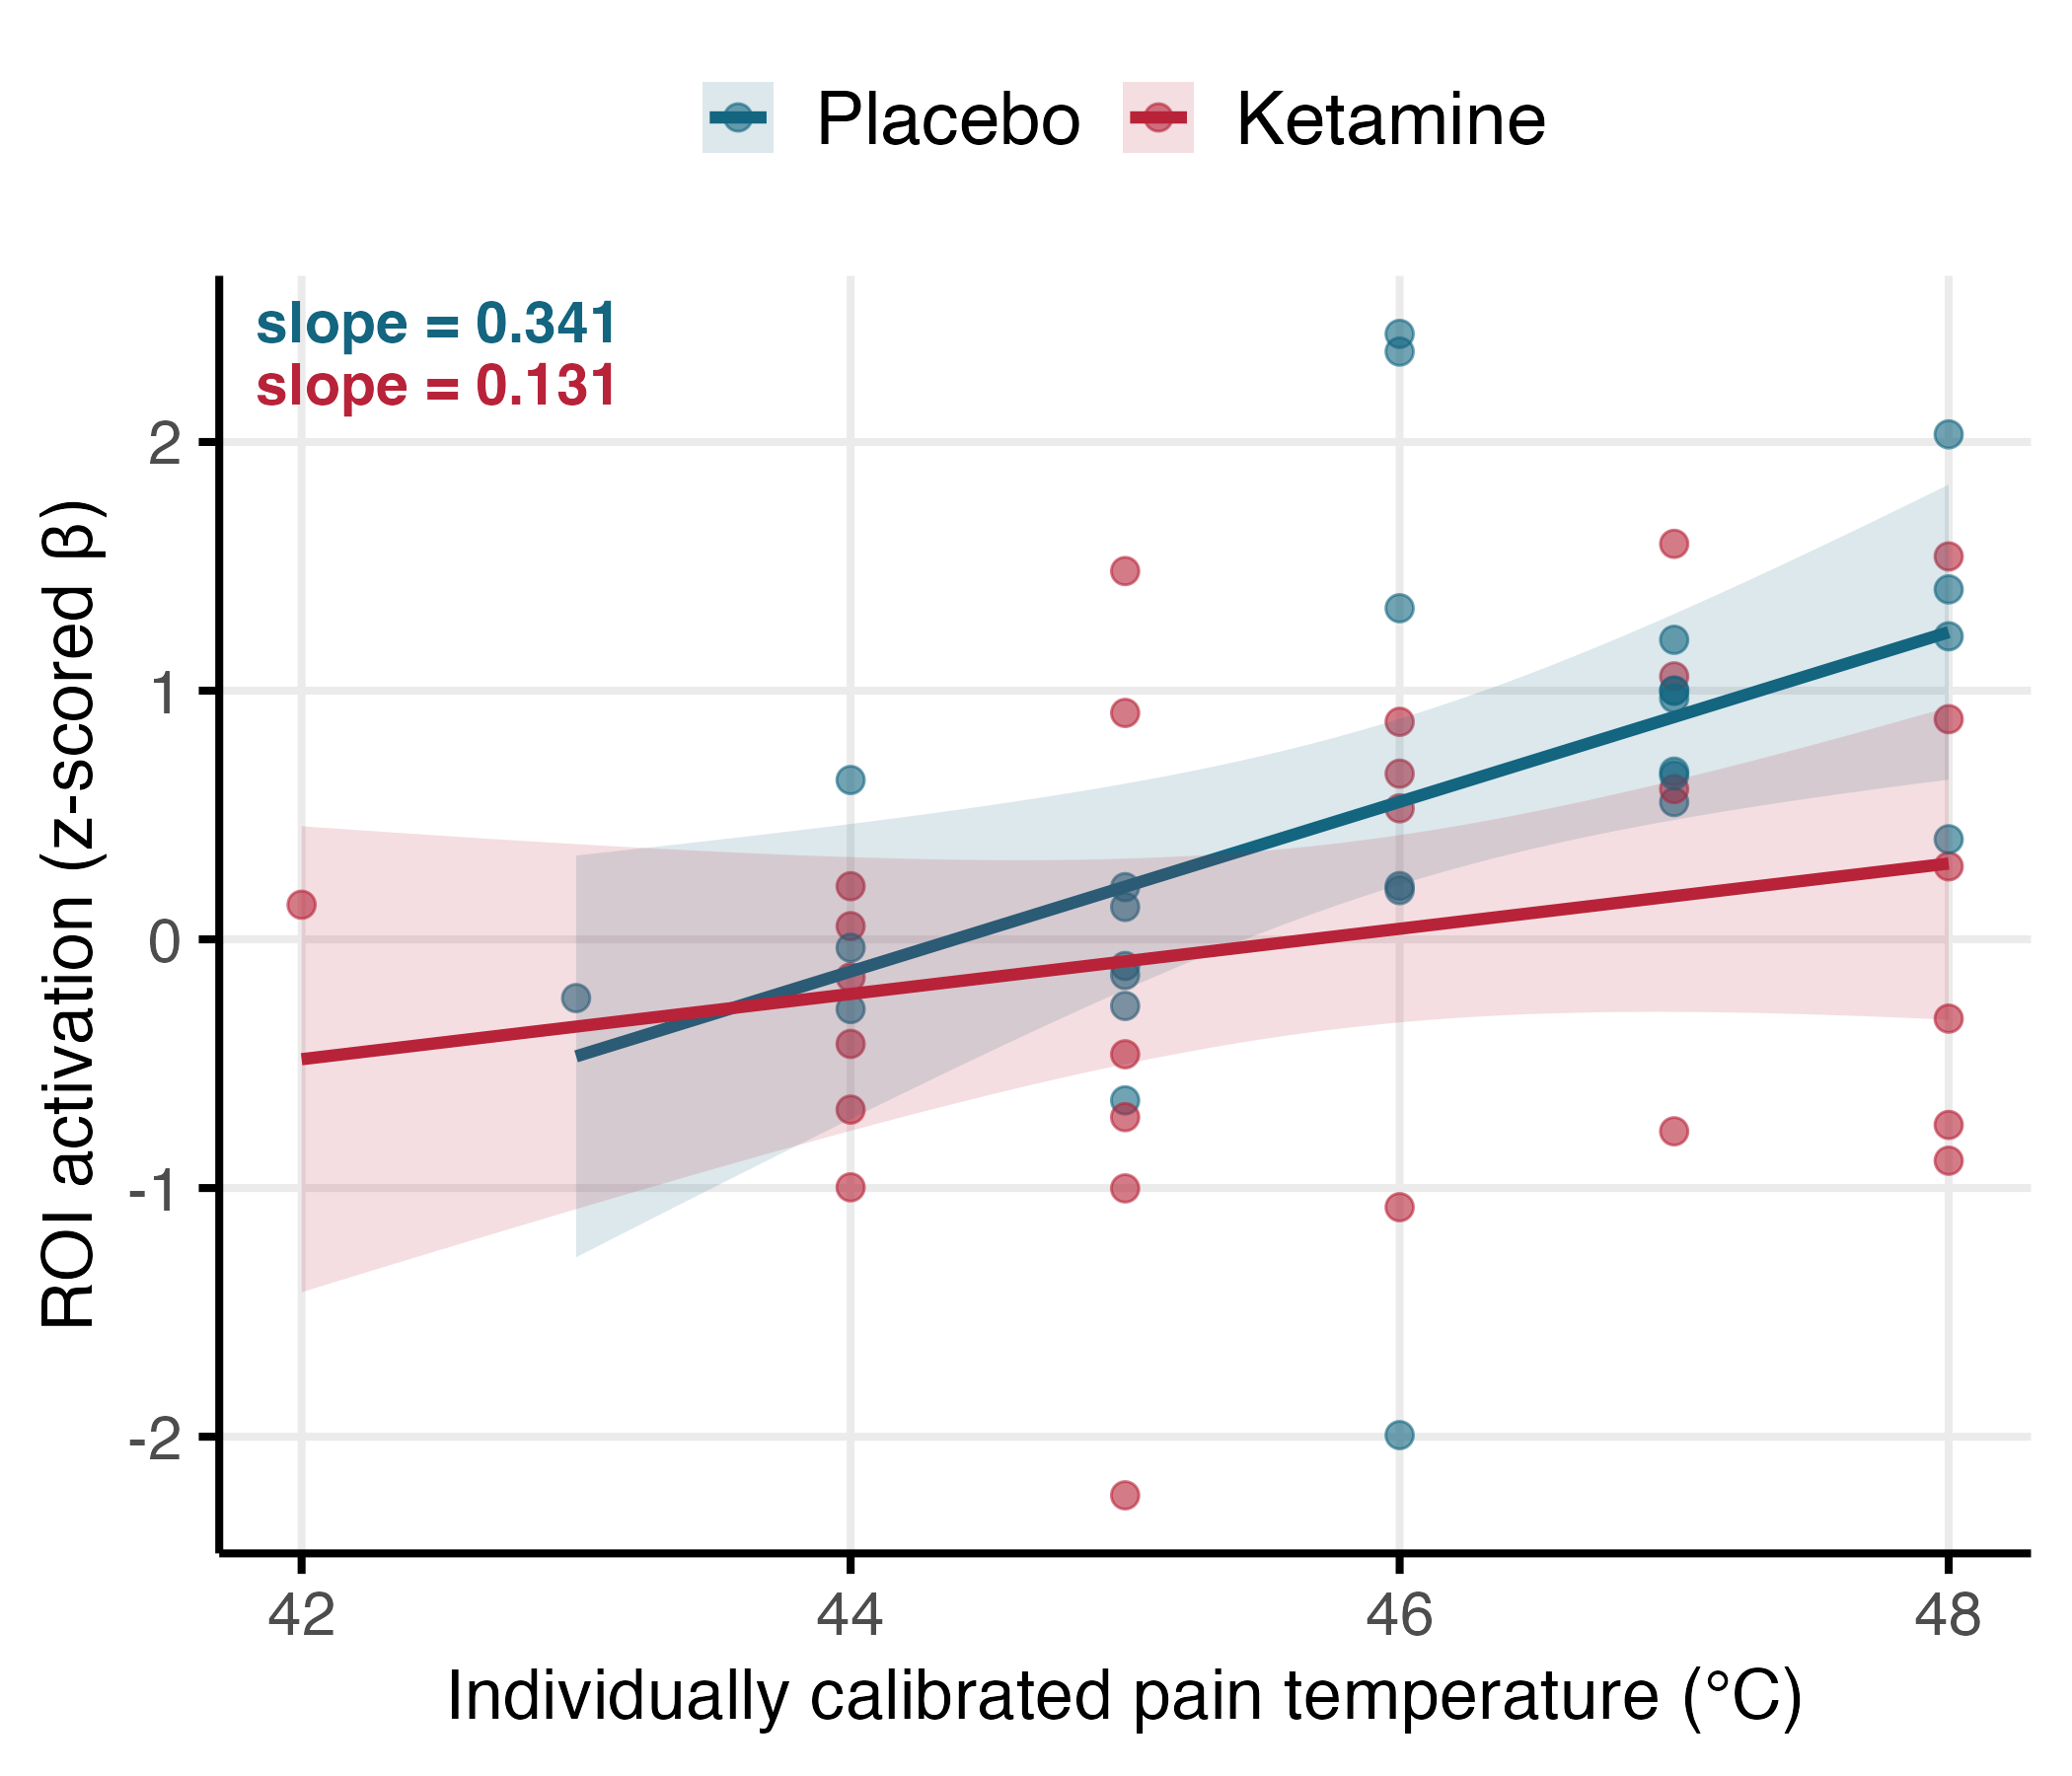 Placebo Ketamine
slope = 0.341
slope = 0.131
2
1
0
-1
-2
ROI activation (z-scored β)
42 44 46 48
Individually calibrated pain temperature (°C)